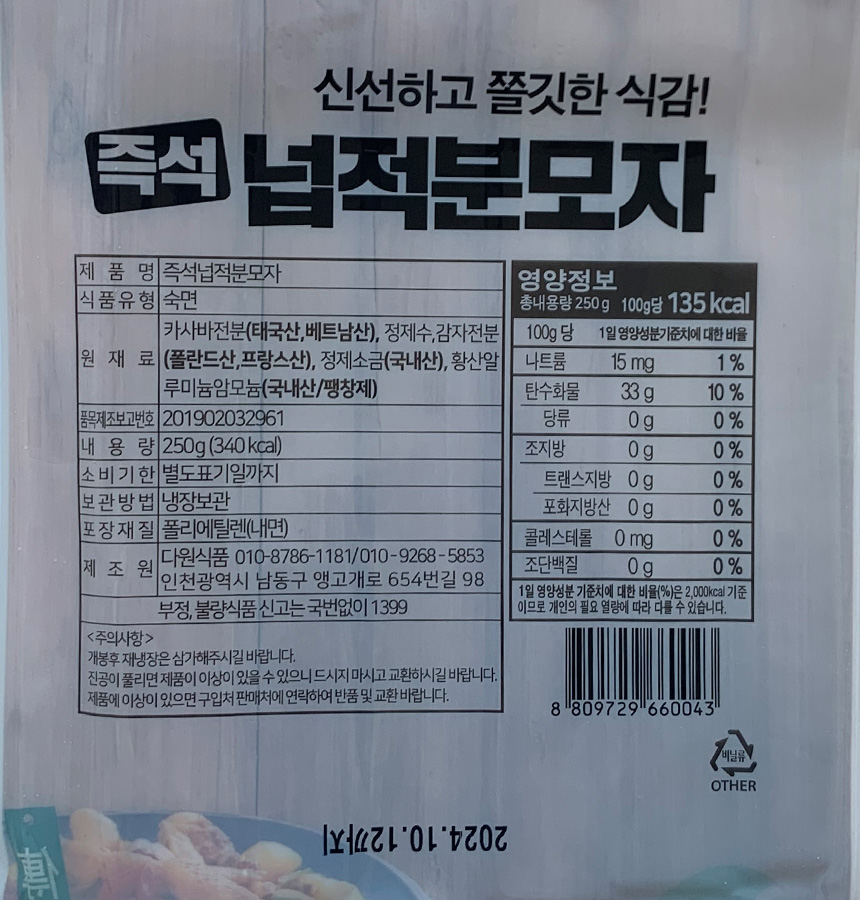 신선하고 쫄깃한 식감!
즉석 넙적분모자
제 품 명 즉석넙적분모자
식품유형 숙면
원 재 료 카사바전분(태국산,베트남산), 정제수,감자전분
(폴란드산,프랑스산), 정제소금(국내산), 황산알
루미늄암모늄(국내산/팽창제)
품목제조보고번호 201902032961
내 용 량 250g (340 kcal)
소비기한 별도표기일까지
보관방법 냉장보관
포장재질 폴리에틸렌(내면)
제 조 원 다원식품 010-8786-1181/010-9268-5853
인천광역시 남동구 앵고개로 654번길 98
부정,불량식품 신고는 국번없이 1399
<주의사항>
개봉후 재냉장은 삼가해주시길 바랍니다.
진공이 풀리면 제품이 이상이 있을 수 있으니 드시지 마시고 교환하시길 바랍니다.
제품에 이상이 있으면 구입처 판매처에 연락하여 반품 및 교환 바랍니다.
영양정보
총내용량 250 g 100g당 135 kcal
100g 당 1일 영양성분기준치에 대한 비율
나트륨 15 mg 1 %
탄수화물 33 g 10 %
당류 0 g 0 %
조지방 0 g 0 %
트랜스지방 0 g 0 %
포화지방산 0 g 0 %
콜레스테롤 0 mg 0 %
조단백질 0 g 0 %
1일 영양성분 기준치에 대한 비율(%)은 2,000kcal 기준
이므로 개인의 필요 열량에 따라 다를 수 있습니다.
8 809729 660043
비닐류
OTHER
2024.10.12까지